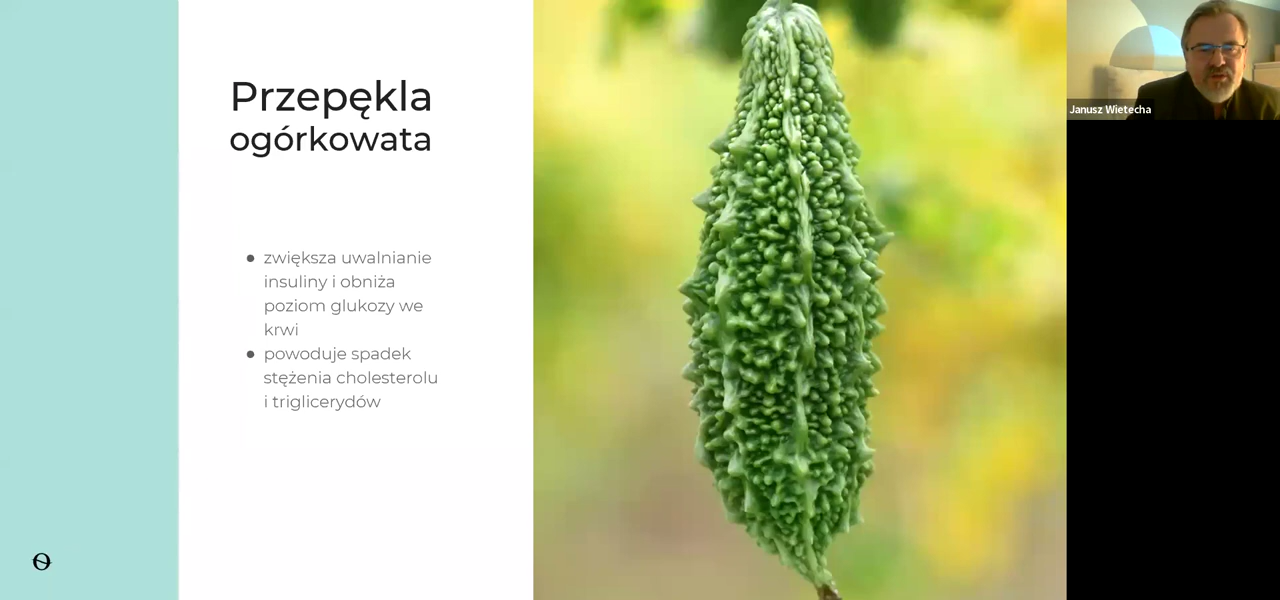 Przepękla
ogórkowata
● zwiększa uwalnianie
insuliny i obniża
poziom glukozy we
krwi
● powoduje spadek
stężenia cholesterolu
i triglicerydów
Janusz Wietecha